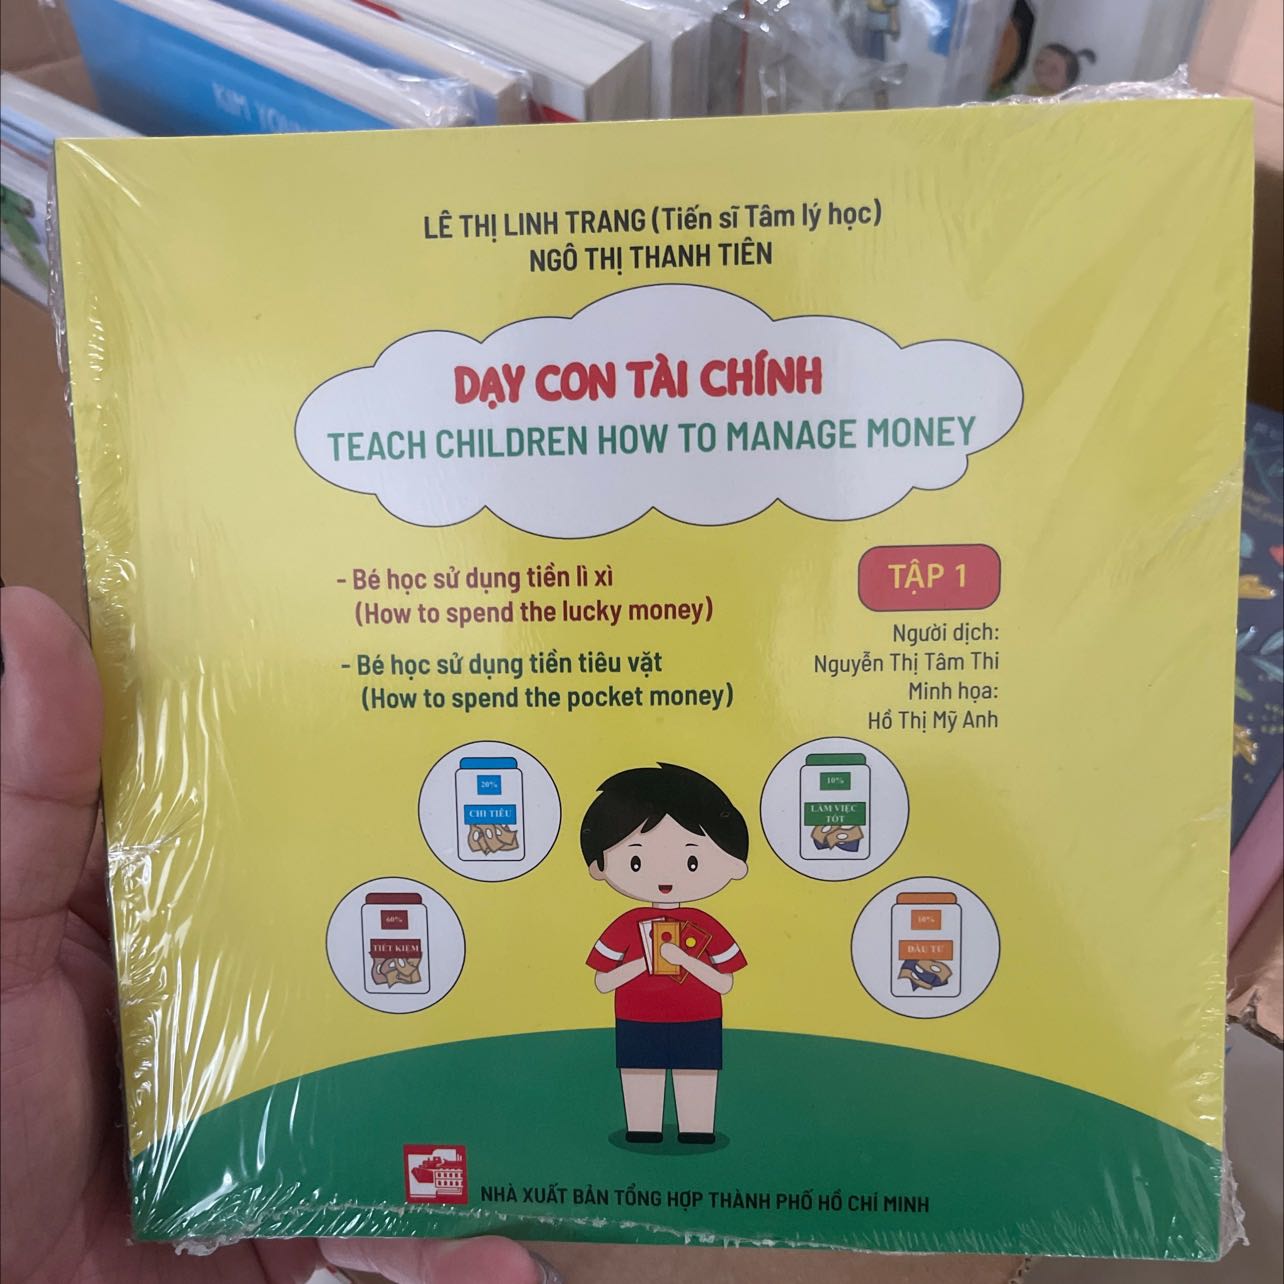 KIM YOUNG
LÊ THỊ LINH TRANG (Tiến sĩ Tâm lý học)
NGÔ THỊ THANH TIÊN
DẠY CON TÀI CHÍNH
TEACH CHILDREN HOW TO MANAGE MONEY
- Bé học sử dụng tiền lì xì
(How to spend the lucky money)
- Bé học sử dụng tiền tiêu vặt
(How to spend the pocket money)
TẬP 1
Người dịch:
Nguyễn Thị Tâm Thi
Minh họa:
Hồ Thị Mỹ Anh
20%
CHI TIÊU
10%
LÀM VIỆC
TỐT
60%
TIẾT KIỆM
10%
ĐẦU TƯ
NHÀ XUẤT BẢN TỔNG HỢP THÀNH PHỐ HỒ CHÍ MINH